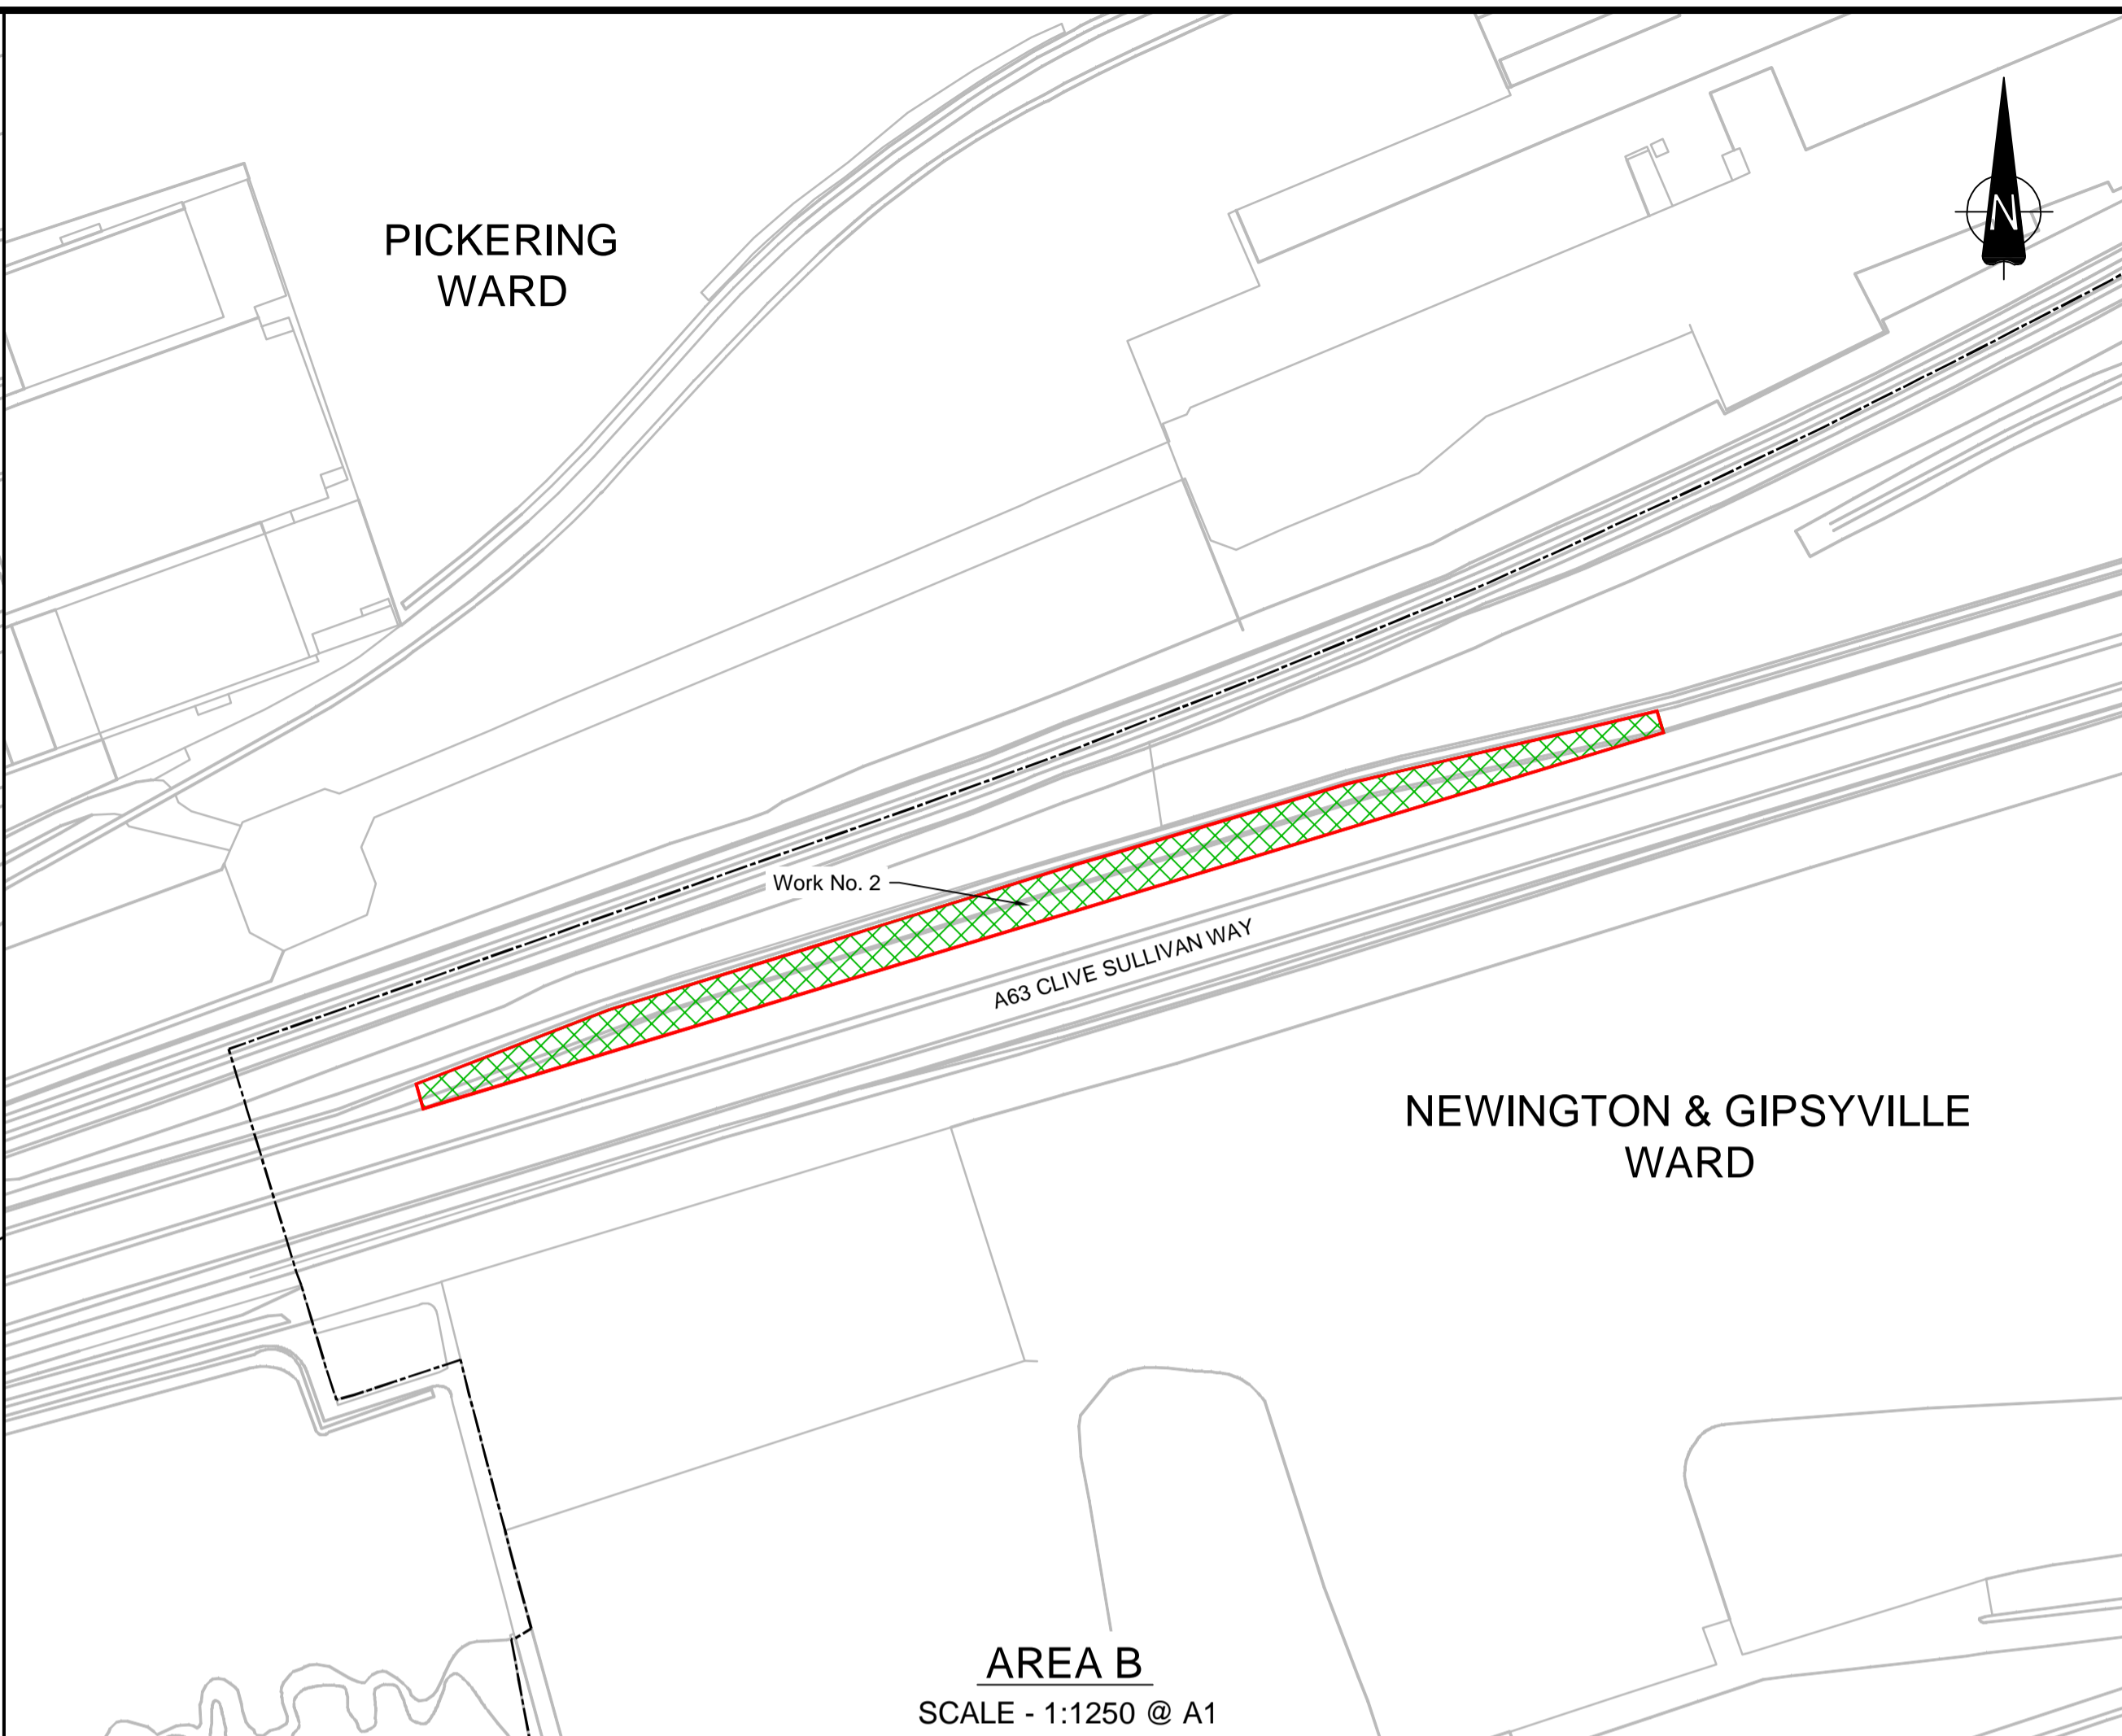 PICKERING
WARD
N
Work No. 2
A63 CLIVE SULLIVAN WAY
NEWINGTON & GIPSYVILLE
WARD
AREA B
SCALE - 1:1250 @ A1